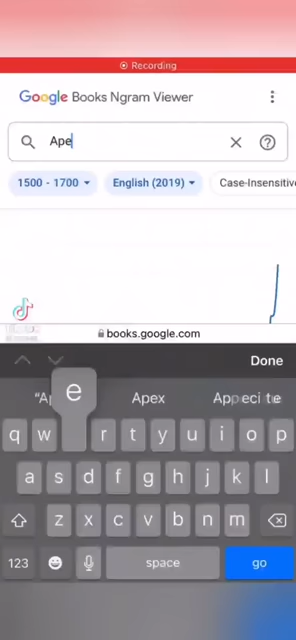 Recording
Google Books Ngram Viewer
Ape
1500 - 1700
English (2019)
Case-Insensitive
books.google.com
Done
e
Apex
q w r t y u i o p
a s d f g h j k l
z x c v b n m
123 space go